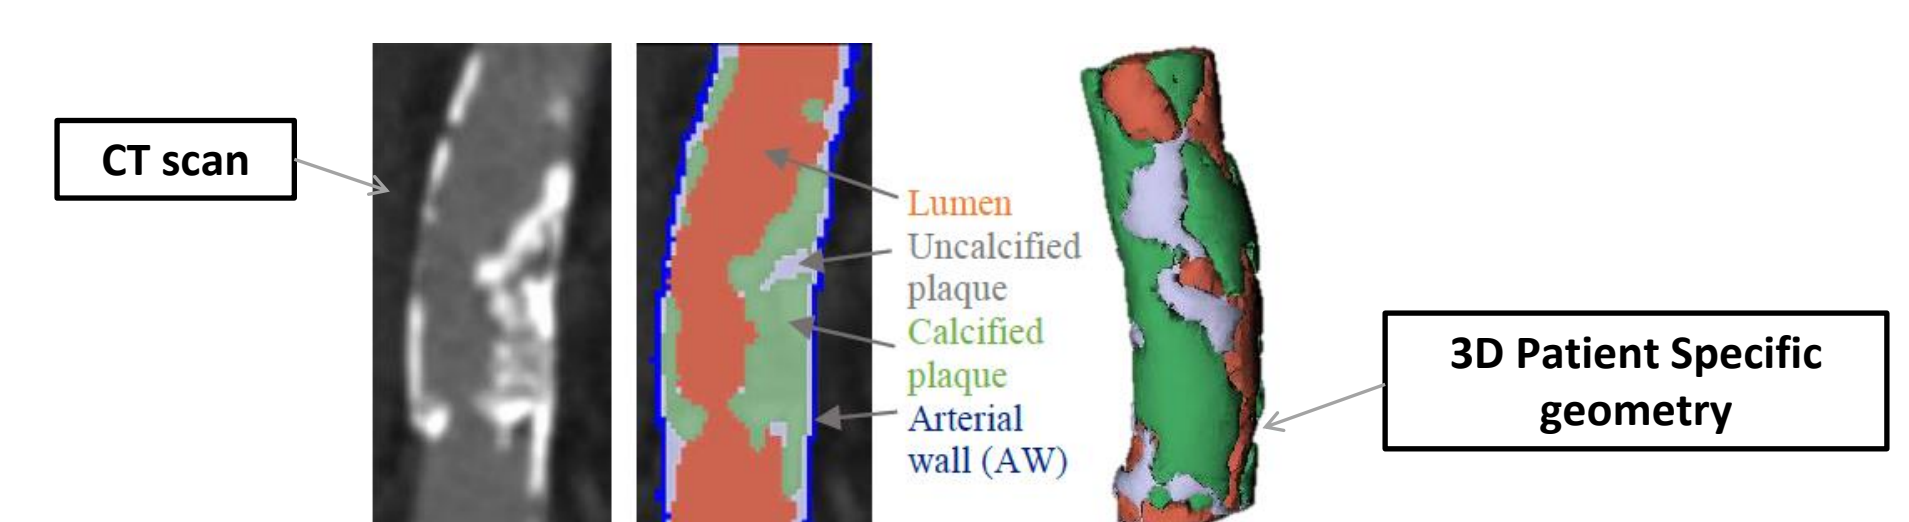 CT scan
Lumen
Uncalcified
plaque
Calcified
plaque
Arterial
wall (AW)
3D Patient Specific
geometry